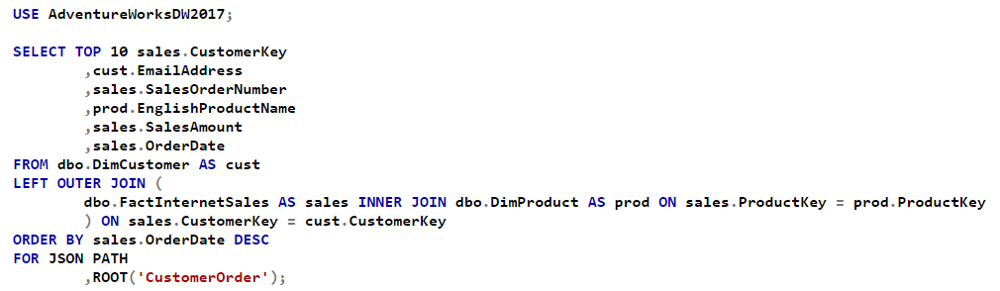 USE AdventureWorksDW2017;
SELECT TOP 10 sales.CustomerKey
,cust.EmailAddress
,sales.SalesOrderNumber
,prod.EnglishProductName
,sales.SalesAmount
,sales.OrderDate
FROM dbo.DimCustomer AS cust
LEFT OUTER JOIN (
dbo.FactInternetSales AS sales INNER JOIN dbo.DimProduct AS prod ON sales.ProductKey = prod.ProductKey
) ON sales.CustomerKey = cust.CustomerKey
ORDER BY sales.OrderDate DESC
FOR JSON PATH
,ROOT('CustomerOrder');